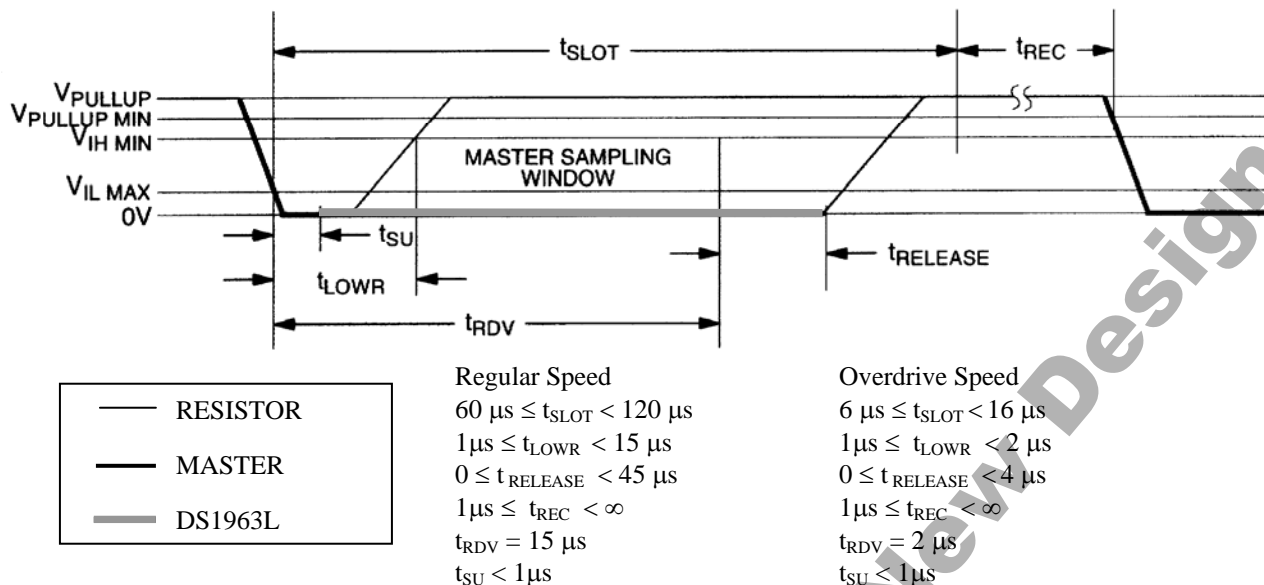 tSLOT
tREC
VPULLUP
VPULLUP MIN
VIH MIN
MASTER SAMPLING
WINDOW
VIL MAX
0V
tSU
tRELEASE
tLOWR
tRDV
RESISTOR
MASTER
DS1963L
Regular Speed
60 μs ≤ tSLOT < 120 μs
1μs ≤ tLOWR < 15 μs
0 ≤ t RELEASE < 45 μs
1μs ≤ tREC < ∞
tRDV = 15 μs
tSU < 1μs
Overdrive Speed
6 μs ≤ tSLOT < 16 μs
1μs ≤ tLOWR < 2 μs
0 ≤ t RELEASE < 4 μs
1μs ≤ tREC < ∞
tRDV = 2 μs
tSU < 1μs
Design